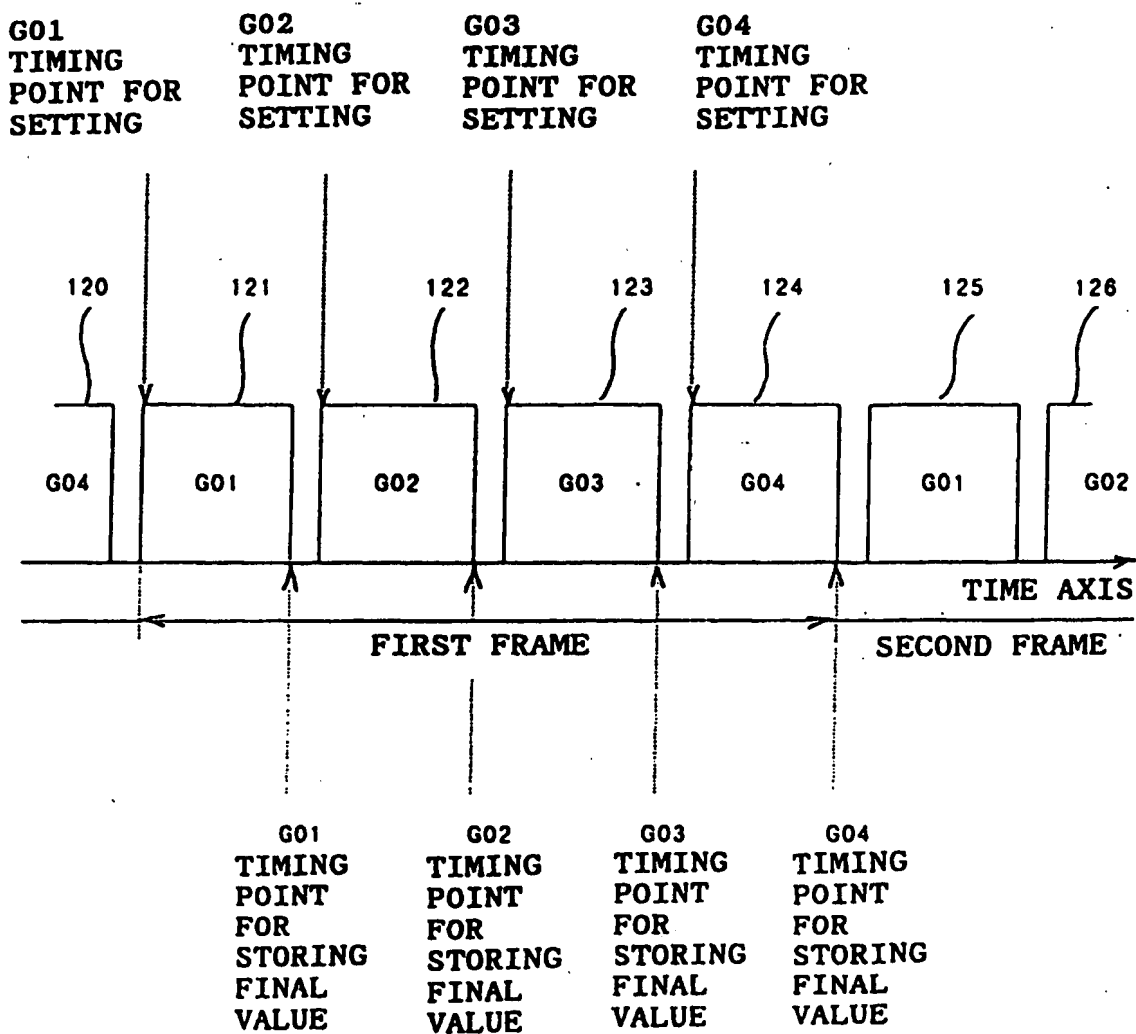 G01
TIMING
POINT FOR
SETTING
G02
TIMING
POINT FOR
SETTING
G03
TIMING
POINT FOR
SETTING
G04
TIMING
POINT FOR
SETTING
120
121
122
123
124
125
126
G04
G01
G02
G03
G04
G01
G02
TIME AXIS
FIRST FRAME
SECOND FRAME
G01
TIMING
POINT
FOR
STORING
FINAL
VALUE
G02
TIMING
POINT
FOR
STORING
FINAL
VALUE
G03
TIMING
POINT
FOR
STORING
FINAL
VALUE
G04
TIMING
POINT
FOR
STORING
FINAL
VALUE